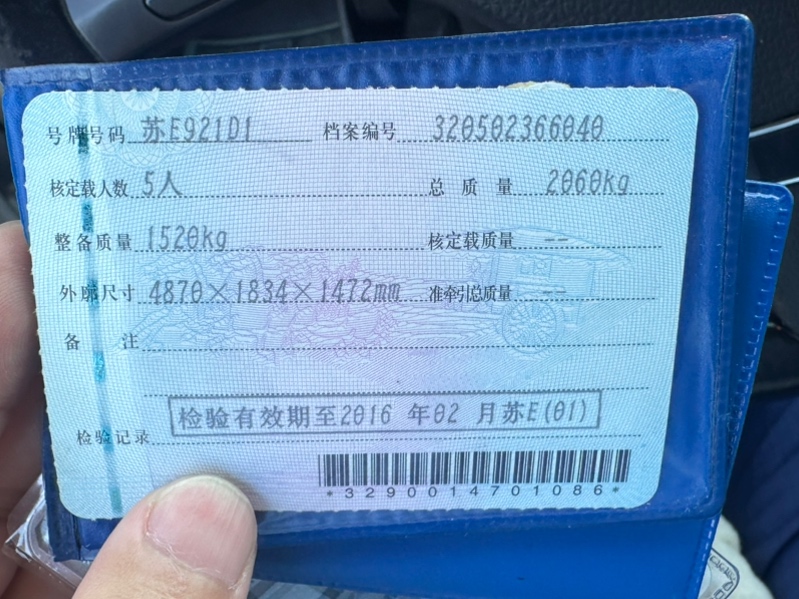 号牌号码 苏E921D1 档案编号 320502366040
核定载人数 5人 总质量 2060kg
整备质量 1520kg 核定载质量 --
外廓尺寸 4870×1834×1472mm 准牵引总质量 --
备注
检验记录 检验有效期至2016 年02 月苏E(01)
*3290014701086*